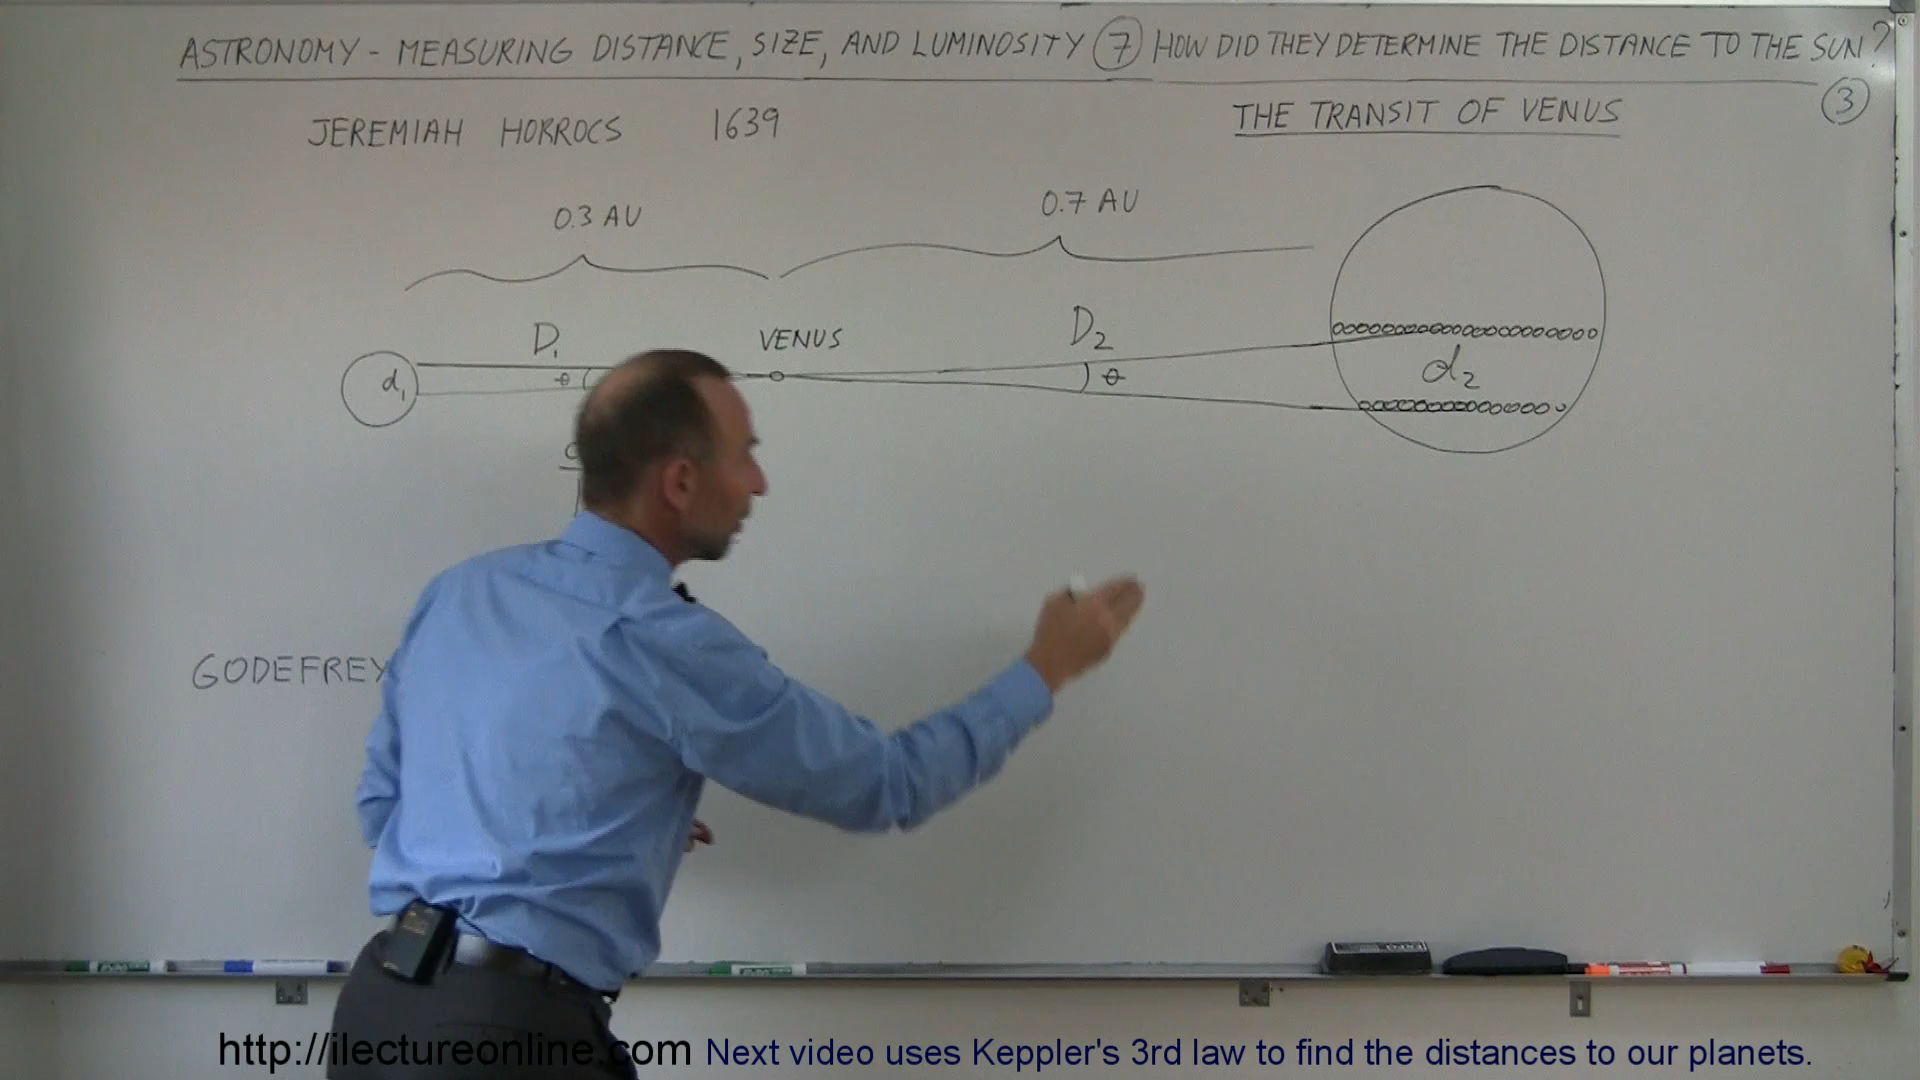 ASTRONOMY - MEASURING DISTANCE, SIZE, AND LUMINOSITY 7 HOW DID THEY DETERMINE THE DISTANCE TO THE SUN?
3
JEREMIAH HORROCS 1639
THE TRANSIT OF VENUS
0.3 AU
0.7 AU
D1
VENUS
D2
d1
θ
θ
d2
GODEFREY
http://ilectureonline.com Next video uses Keppler's 3rd law to find the distances to our planets.